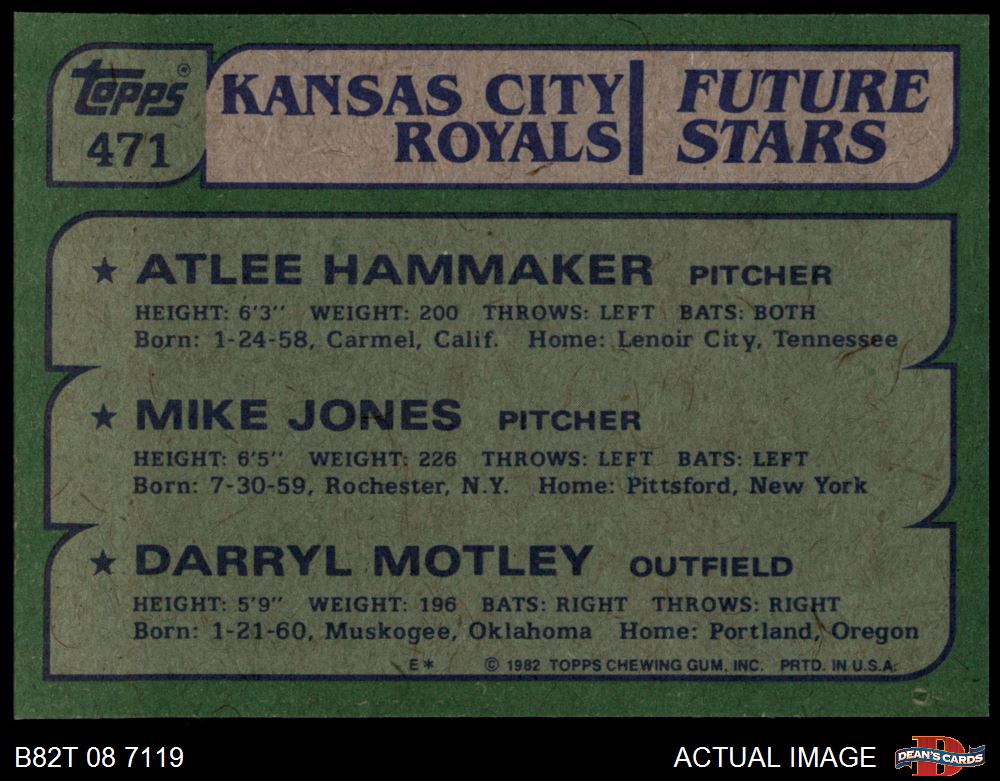 Topps®
471
KANSAS CITY ROYALS
FUTURE STARS
★ ATLEE HAMMAKER PITCHER
HEIGHT: 6'3" WEIGHT: 200 THROWS: LEFT BATS: BOTH
Born: 1-24-58, Carmel, Calif. Home: Lenoir City, Tennessee
★ MIKE JONES PITCHER
HEIGHT: 6'5" WEIGHT: 226 THROWS: LEFT BATS: LEFT
Born: 7-30-59, Rochester, N.Y. Home: Pittsford, New York
★ DARRYL MOTLEY OUTFIELD
HEIGHT: 5'9" WEIGHT: 196 BATS: RIGHT THROWS: RIGHT
Born: 1-21-60, Muskogee, Oklahoma Home: Portland, Oregon
E* © 1982 TOPPS CHEWING GUM, INC. PRTD. IN U.S.A.
B82T 08 7119
ACTUAL IMAGE
D
DEAN'S CARDS